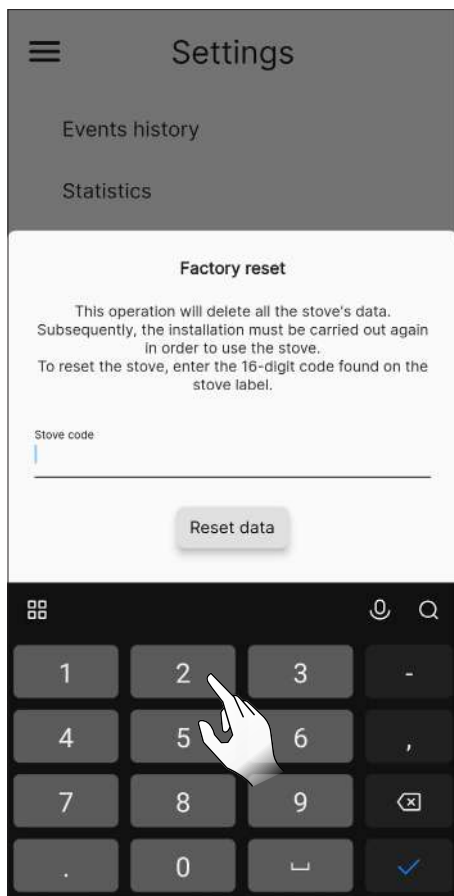 Settings
Events history
Statistics
Factory reset
This operation will delete all the stove's data.
Subsequently, the installation must be carried out again
in order to use the stove.
To reset the stove, enter the 16-digit code found on the
stove label.
Stove code
Reset data
1 2 3 -
4 5 6 ,
7 8 9
. 0